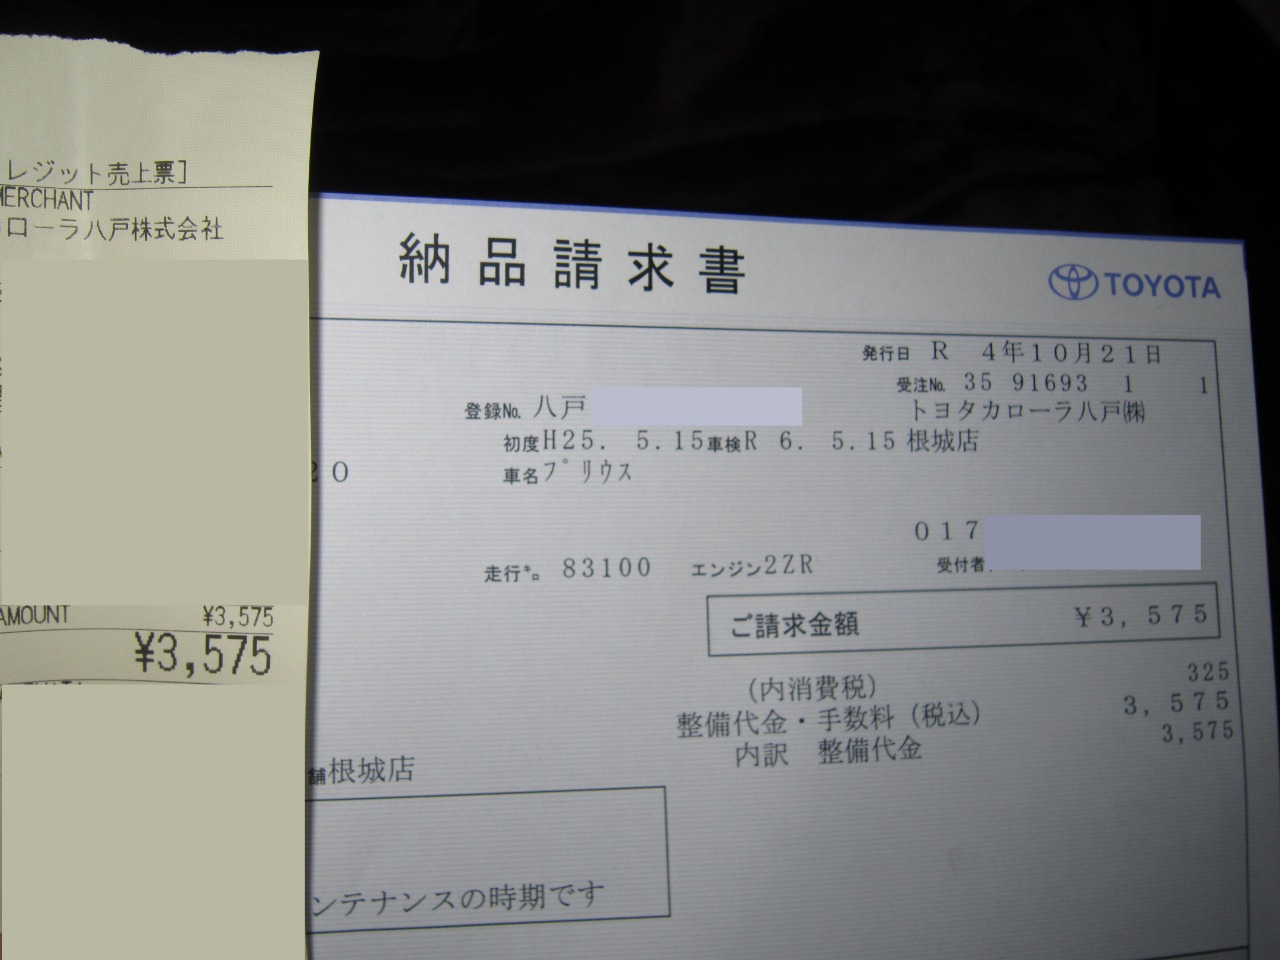 レジット売上票]
MERCHANT
ローラ八戸株式会社
AMOUNT ¥3,575
¥3,575
納品請求書
TOYOTA
発行日 R 4年10月21日
受注No. 35 91693 1 1
登録No. 八戸
トヨタカローラ八戸㈱
初度H25. 5.15車検R 6. 5.15 根城店
20
車名プリウス
017
走行㌔ 83100 エンジン2ZR
受付者
ご請求金額 ¥3,575
(内消費税) 325
整備代金・手数料(税込) 3,575
内訳 整備代金 3,575
舗根城店
ンテナンスの時期です